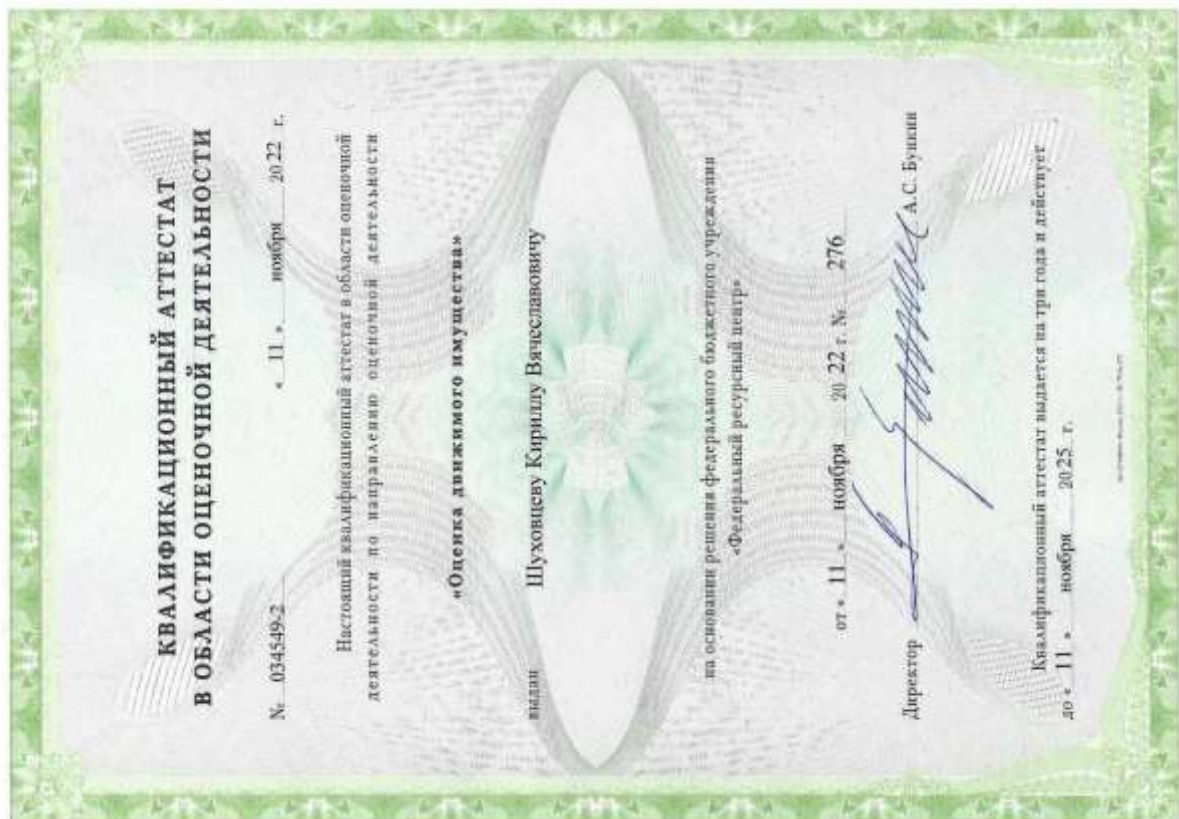 КВАЛИФИКАЦИОННЫЙ АТТЕСТАТ
В ОБЛАСТИ ОЦЕНОЧНОЙ ДЕЯТЕЛЬНОСТИ
№ 034549-2 « 11 » ноября 20 22 г.
Настоящий квалификационный аттестат в области оценочной
деятельности по направлению оценочной деятельности
«Оценка движимого имущества»
выдан Шуховцеву Кириллу Вячеславовичу
на основании решения федерального бюджетного учреждения
«Федеральный ресурсный центр»
от « 11 » ноября 20 22 г. № 276
Директор А.С. Бункин
Квалификационный аттестат выдается на три года и действует
до « 11 » ноября 20 25 г.